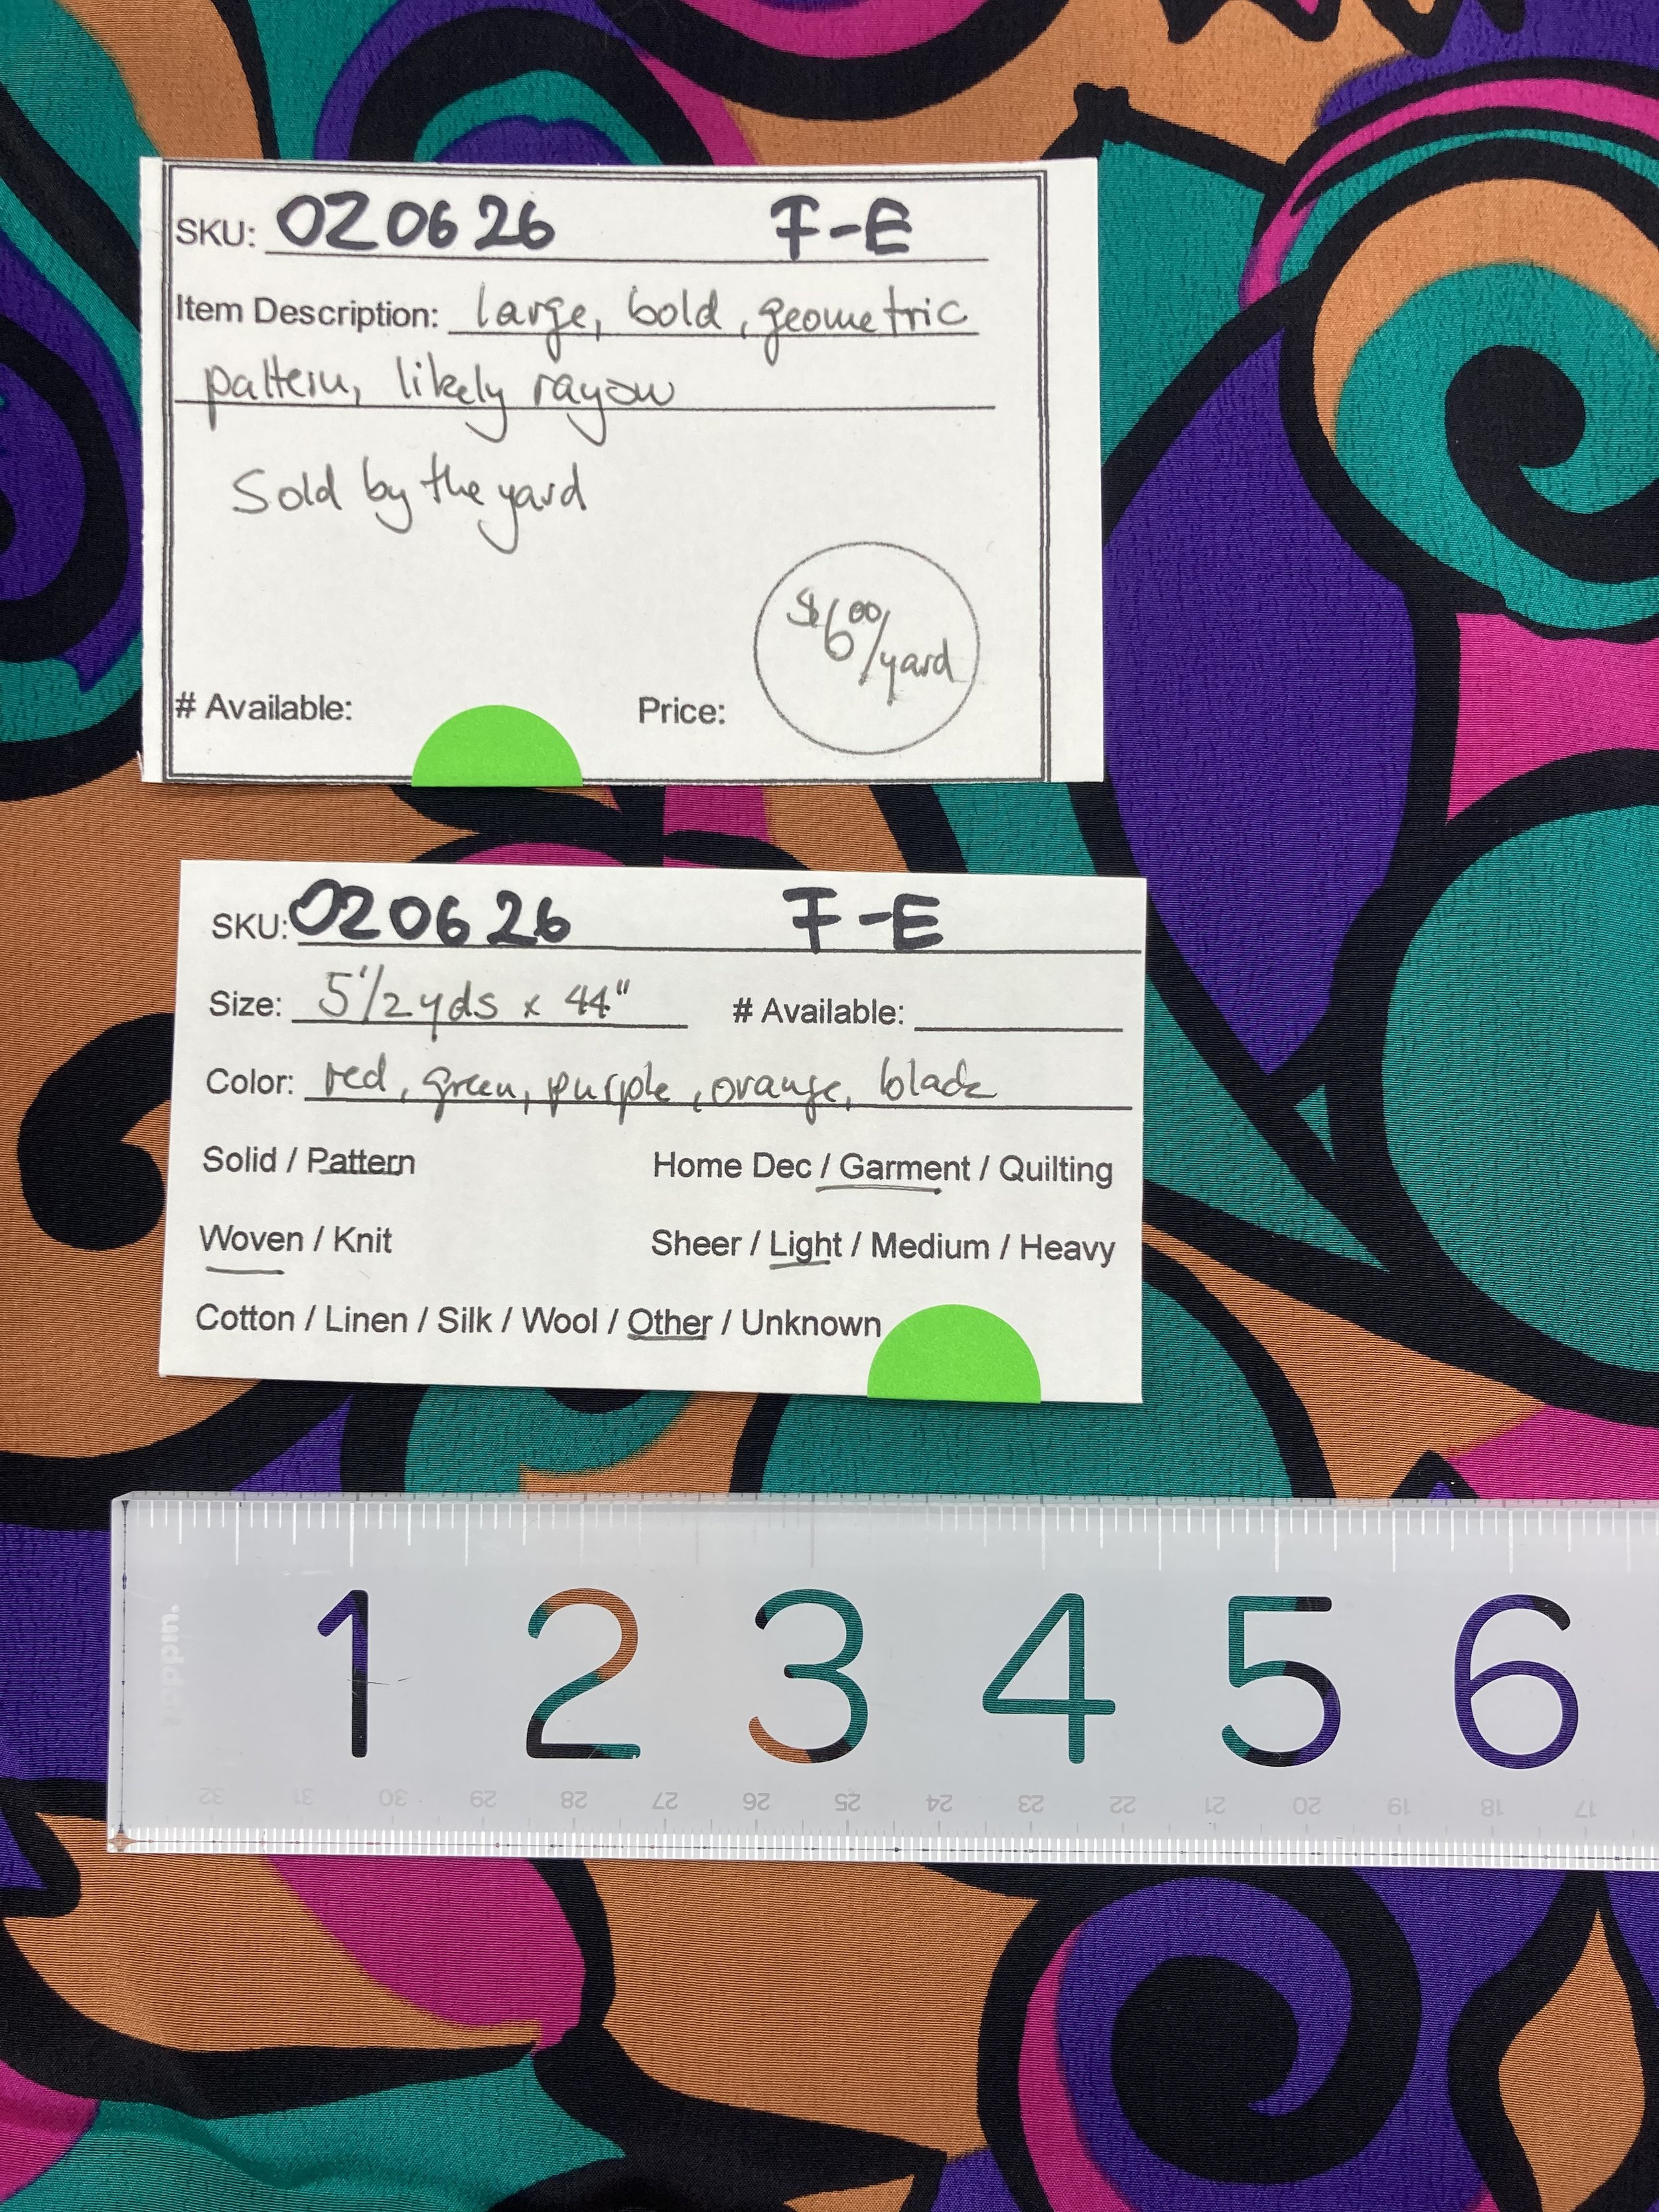 SKU: 020626 F-E
Item Description: large, bold, geometric
pattern, likely rayon
Sold by the yard
$6.00/yard
# Available: Price:
SKU: 020626 F-E
Size: 5 1/2 yds x 44" # Available:
Color: red, green, purple, orange, black
Solid / Pattern Home Dec / Garment / Quilting
Woven / Knit Sheer / Light / Medium / Heavy
Cotton / Linen / Silk / Wool / Other / Unknown
1 2 3 4 5 6
poppin.
32 31 30 29 28 27 26 25 24 23 22 21 20 19 18 17